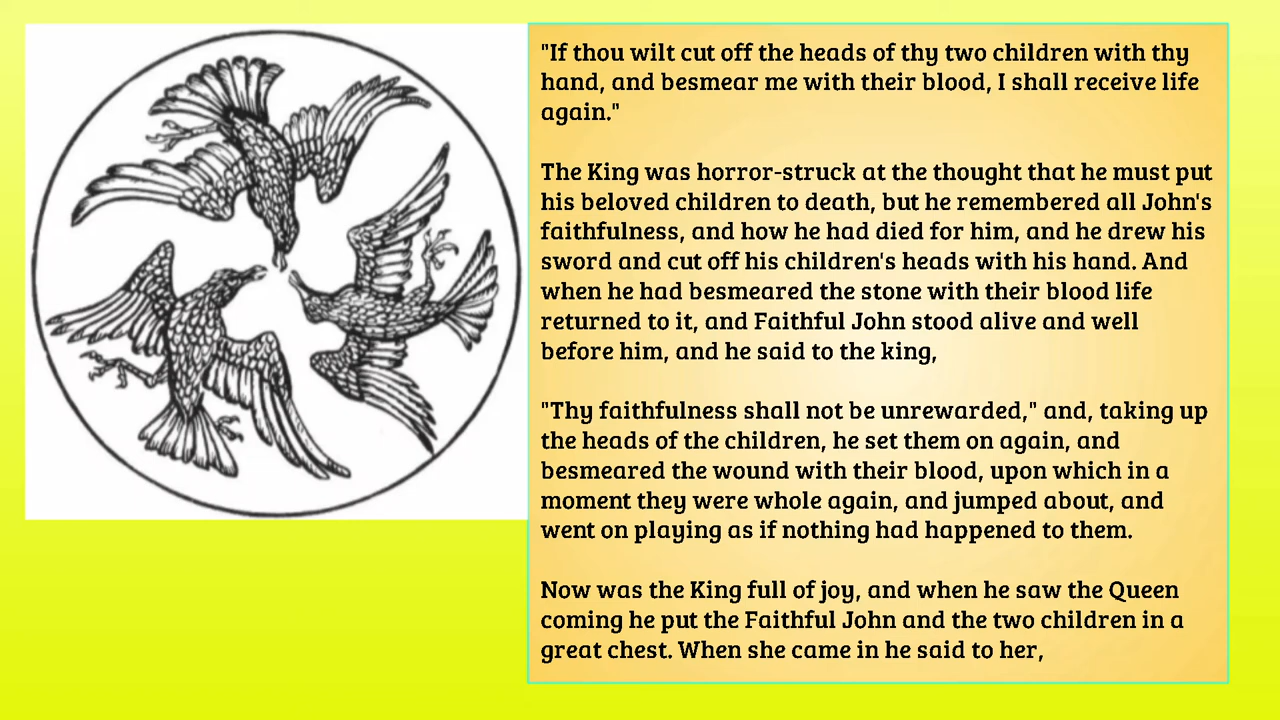 "If thou wilt cut off the heads of thy two children with thy
hand, and besmear me with their blood, I shall receive life
again."
The King was horror-struck at the thought that he must put
his beloved children to death, but he remembered all John's
faithfulness, and how he had died for him, and he drew his
sword and cut off his children's heads with his hand. And
when he had besmeared the stone with their blood life
returned to it, and Faithful John stood alive and well
before him, and he said to the king,
"Thy faithfulness shall not be unrewarded," and, taking up
the heads of the children, he set them on again, and
besmeared the wound with their blood, upon which in a
moment they were whole again, and jumped about, and
went on playing as if nothing had happened to them.
Now was the King full of joy, and when he saw the Queen
coming he put the Faithful John and the two children in a
great chest. When she came in he said to her,